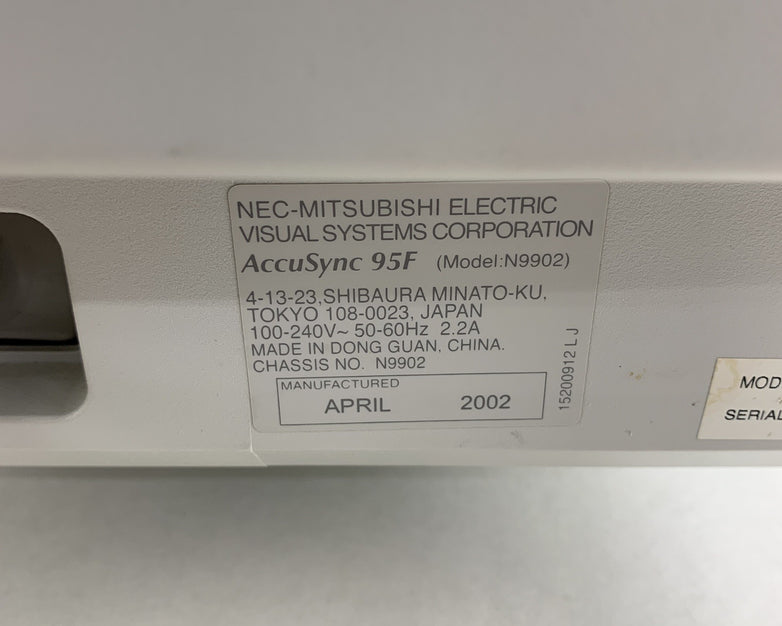 NEC-MITSUBISHI ELECTRIC
VISUAL SYSTEMS CORPORATION
AccuSync 95F (Model:N9902)
4-13-23,SHIBAURA MINATO-KU,
TOKYO 108-0023, JAPAN
100-240V~ 50-60Hz 2.2A
MADE IN DONG GUAN, CHINA.
CHASSIS NO. N9902
MANUFACTURED
APRIL 2002
15200912 L J
MOD
SERIAL